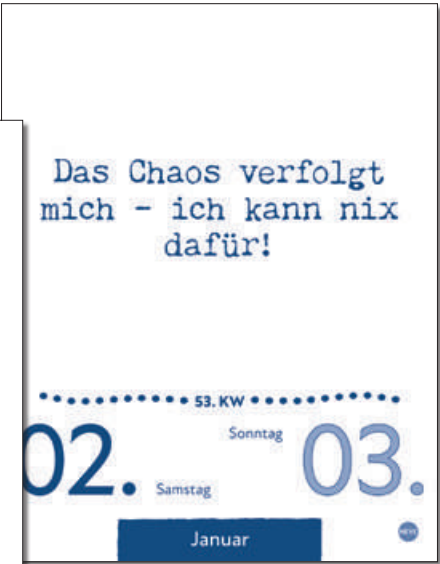 Das Chaos verfolgt
mich – ich kann nix
dafür!
53. KW
02. Samstag
Sonntag 03.
Januar